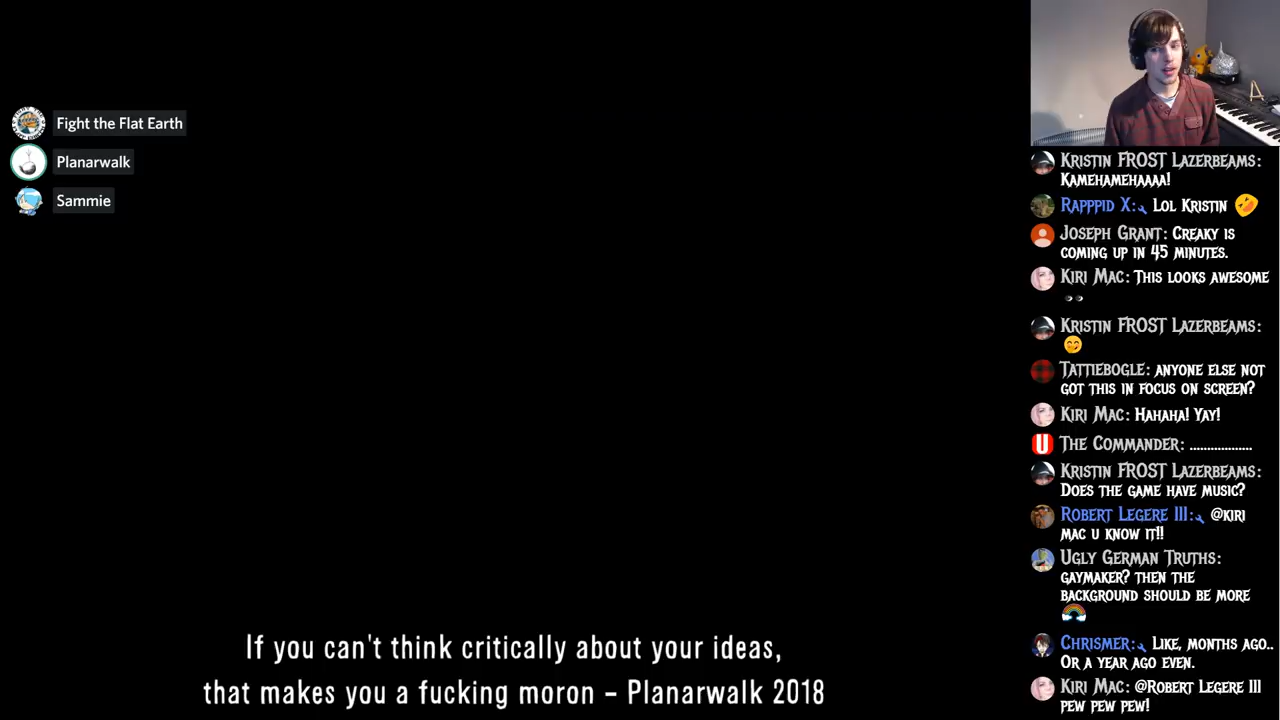 Fight the Flat Earth
Planarwalk
Sammie
If you can't think critically about your ideas,
that makes you a fucking moron – Planarwalk 2018
Kristin FROST Lazerbeams:
Kamehamehaaaa!
Rapppid X: Lol Kristin 🤣
Joseph Grant: Creaky is
coming up in 45 minutes.
Kiri Mac: This looks awesome
👀
Kristin FROST Lazerbeams:
🤭
Tattiebogle: anyone else not
got this in focus on screen?
Kiri Mac: Hahaha! Yay!
The Commander: ..................
Kristin FROST Lazerbeams:
Does the game have music?
Robert Legere III: @kiri
mac u know it!!
Ugly German Truths:
gaymaker? then the
background should be more
🌈
Chrismer: Like, months ago..
Or a year ago even.
Kiri Mac: @Robert Legere III
pew pew pew!